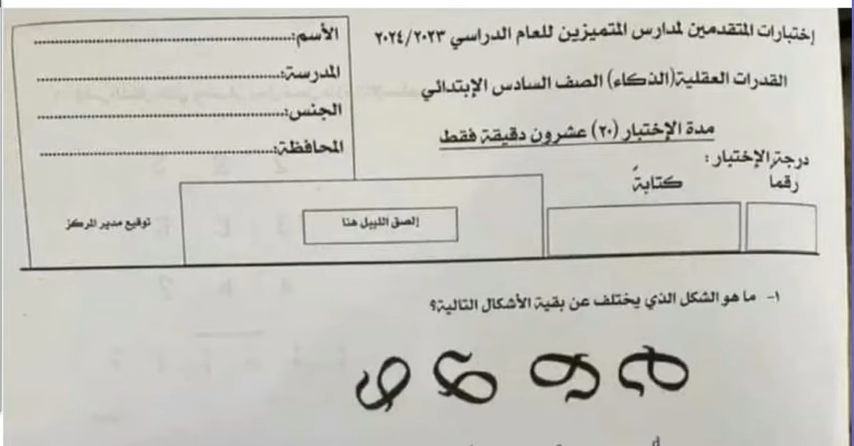 إختبارات المتقدمين لمدارس المتميزين للعام الدراسي ٢٠٢٤/٢٠٢٣
القدرات العقلية(الذكاء) الصف السادس الإبتدائي
مدة الإختبار (٢٠) عشرون دقيقة فقط
درجة الإختبار :
رقماً
كتابةً
الأسم:
المدرسة:
الجنس:
المحافظة:
إلصق الليبل هنا
توقيع مدير المركز
١- ما هو الشكل الذي يختلف عن بقية الأشكال التالية؟